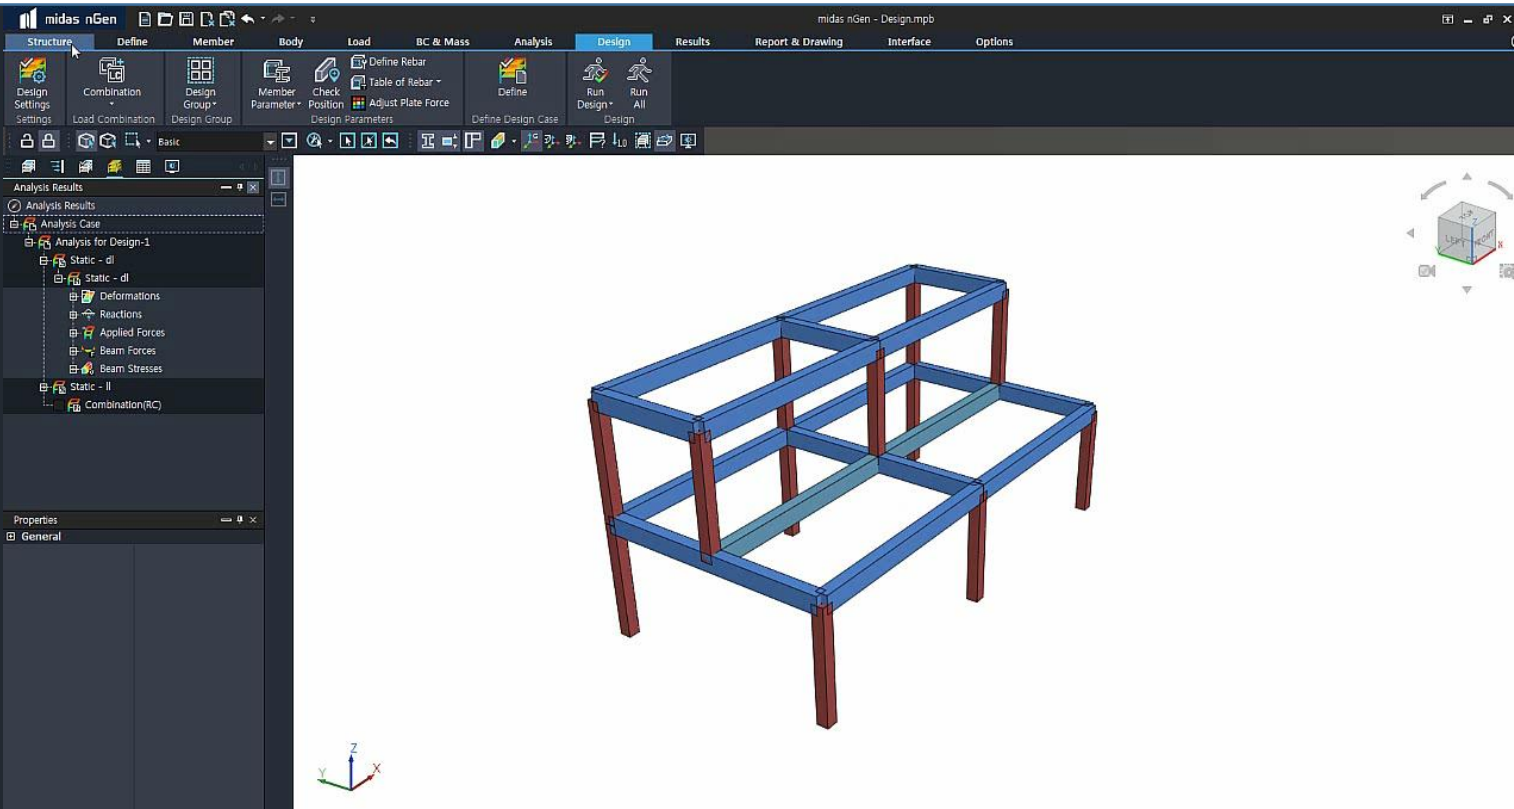 midas nGen
midas nGen - Design.mpb
Structure Define Member Body Load BC & Mass Analysis Design Results Report & Drawing Interface Options
Design Settings
Combination
Design Group
Member Parameter
Check Position
Define Rebar
Table of Rebar
Adjust Plate Force
Define
Run Design
Run All
Settings Load Combination Design Group Design Parameters Define Design Case Design
Basic
Analysis Results
Analysis Results
Analysis Case
Analysis for Design-1
Static - dl
Static - dl
Deformations
Reactions
Applied Forces
Beam Forces
Beam Stresses
Static - ll
Combination(RC)
Properties
General
LEFT FRONT
Z
X
Z
Y
X